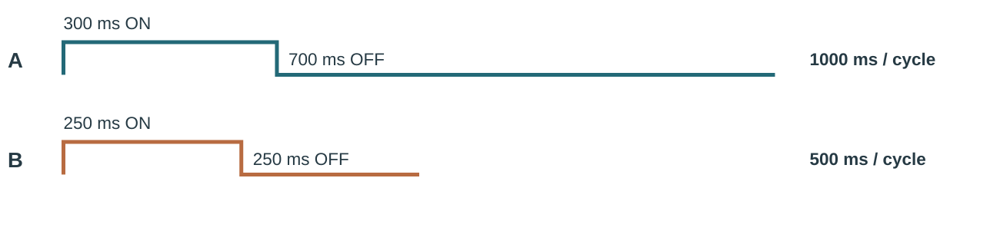 300 ms ON
A
700 ms OFF
1000 ms / cycle
250 ms ON
B
250 ms OFF
500 ms / cycle